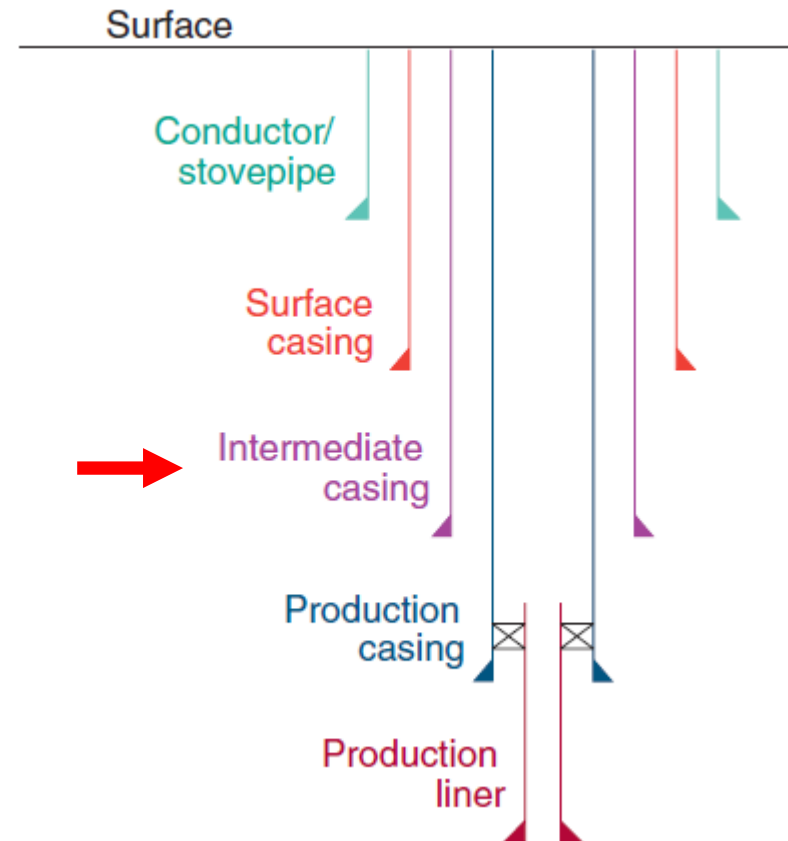 Surface
Conductor/
stovepipe
Surface
casing
Intermediate
casing
Production
casing
Production
liner